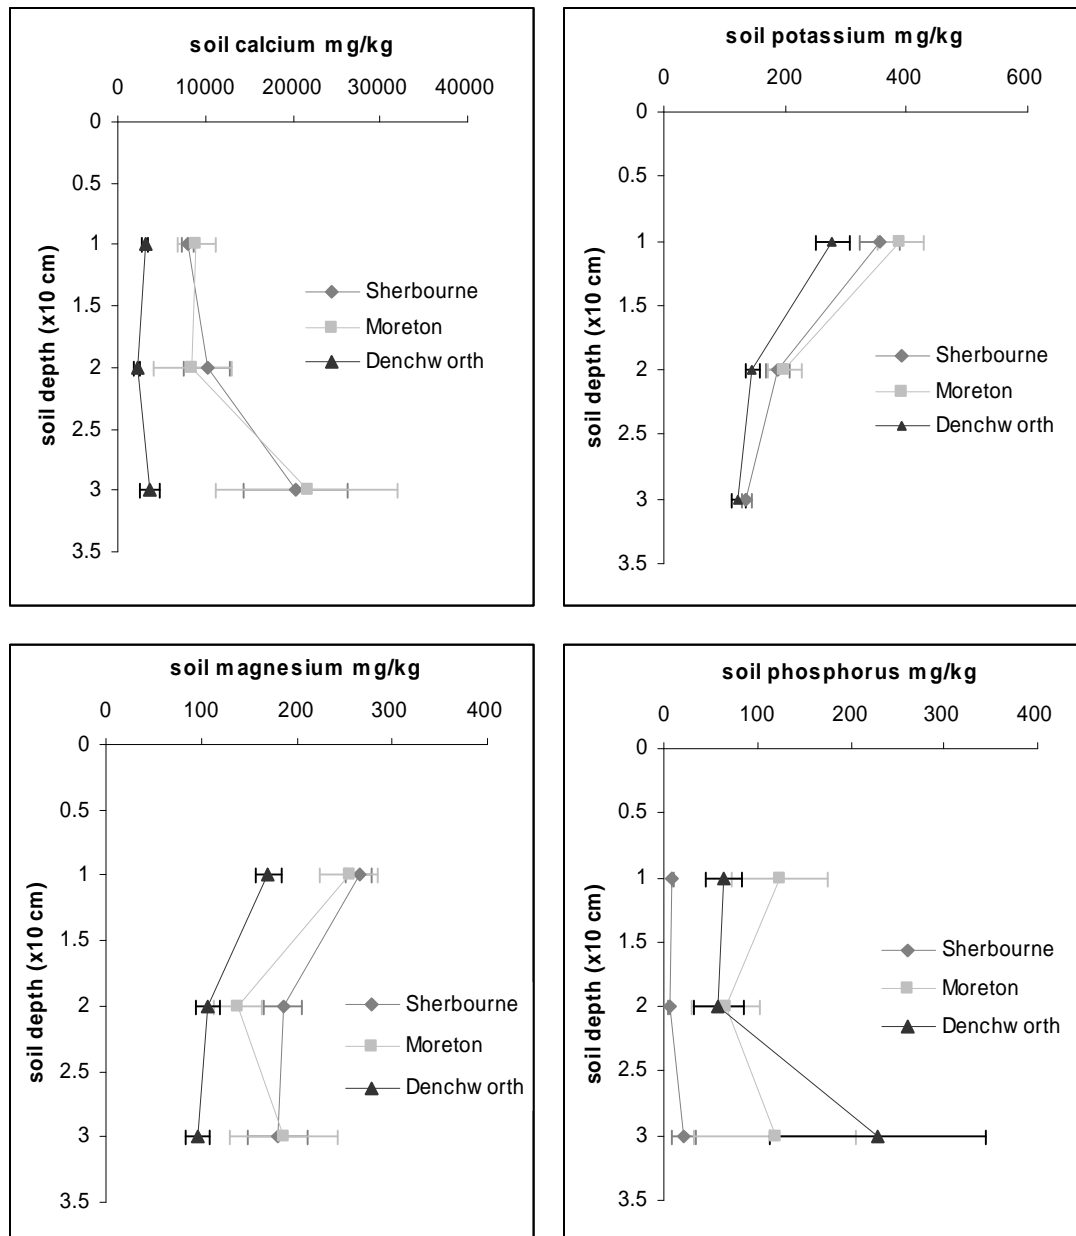 soil calcium mg/kg
0 10000 20000 30000 40000
0
0.5
1
1.5
2
2.5
3
3.5
soil depth (x10 cm)
Sherbourne
Moreton
Denchw orth
soil potassium mg/kg
0 200 400 600
0
0.5
1
1.5
2
2.5
3
3.5
soil depth (x10 cm)
Sherbourne
Moreton
Denchw orth
soil magnesium mg/kg
0 100 200 300 400
0
0.5
1
1.5
2
2.5
3
3.5
soil depth (x10 cm)
Sherbourne
Moreton
Denchw orth
soil phosphorus mg/kg
0 100 200 300 400
0
0.5
1
1.5
2
2.5
3
3.5
soil depth (x10 cm)
Sherbourne
Moreton
Denchw orth